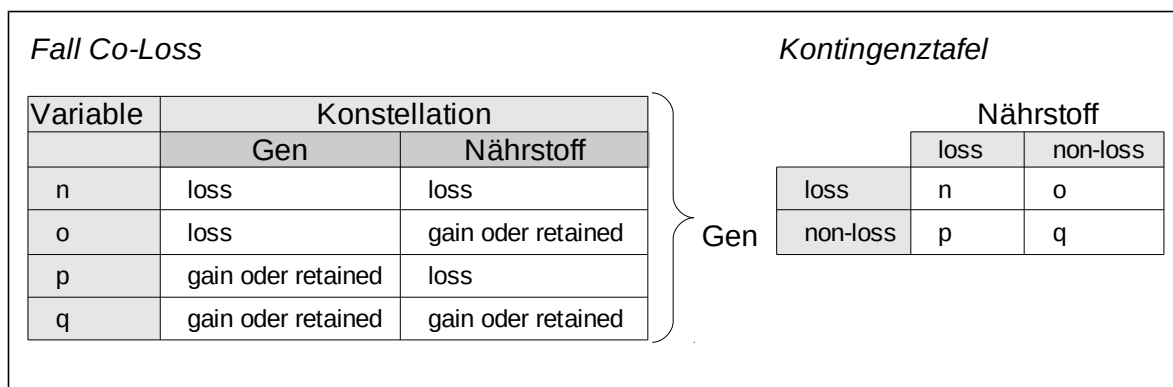 Fall Co-Loss
Variable Konstellation
Gen Nährstoff
n loss loss
o loss gain oder retained
p gain oder retained loss
q gain oder retained gain oder retained
Kontingenztafel
Nährstoff
loss non-loss
Gen
loss n o
non-loss p q